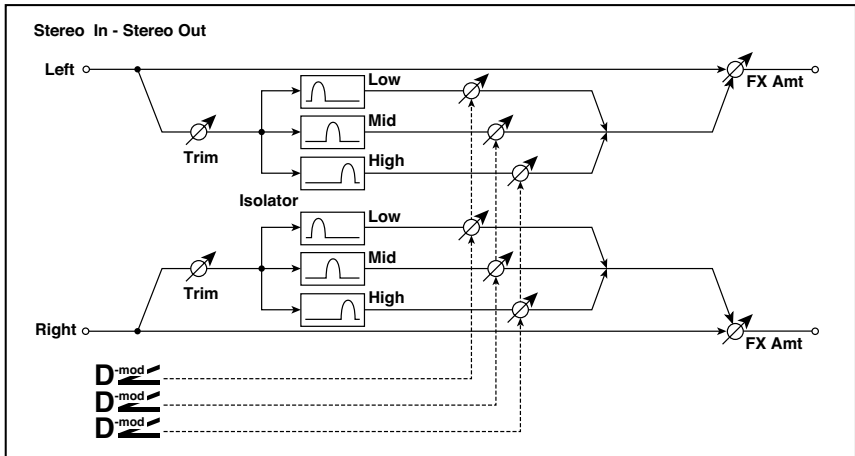 Stereo In - Stereo Out
Left
Low
FX Amt
Mid
Trim
High
Isolator
Low
Mid
Trim
High
Right
FX Amt
D-mod
D-mod
D-mod